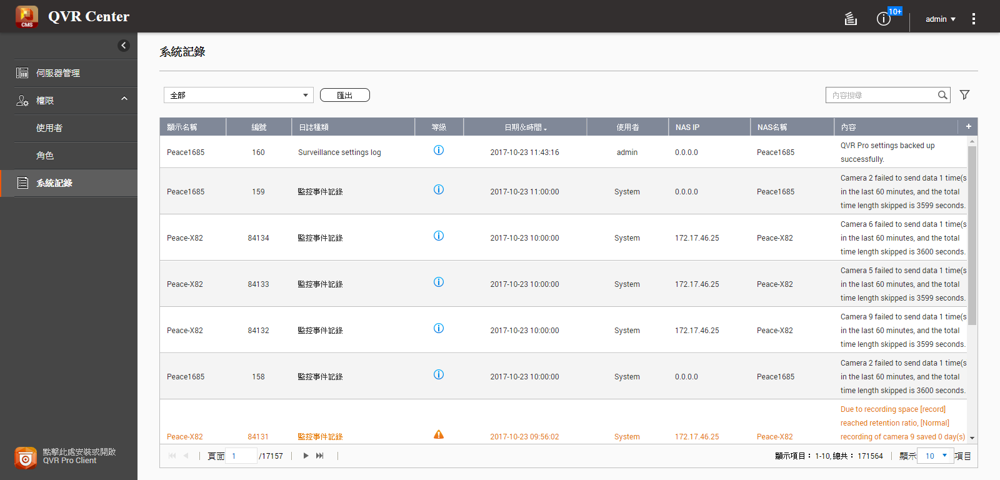 CMS
QVR Center
10+
admin
系統記錄
伺服器管理
權限
使用者
角色
系統記錄
全部
匯出
內容搜尋
顯示名稱 編號 日誌種類 等級 日期&時間 使用者 NAS IP NAS名稱 內容 +
Peace1685 160 Surveillance settings log 2017-10-23 11:43:16 admin 0.0.0.0 Peace1685 QVR Pro settings backed up
successfully.
Peace1685 159 監控事件記錄 2017-10-23 11:00:00 System 0.0.0.0 Peace1685 Camera 2 failed to send data 1 time(s
in the last 60 minutes, and the total
time length skipped is 3599 seconds.
Peace-X82 84134 監控事件記錄 2017-10-23 10:00:00 System 172.17.46.25 Peace-X82 Camera 6 failed to send data 1 time(s
in the last 60 minutes, and the total
time length skipped is 3600 seconds.
Peace-X82 84133 監控事件記錄 2017-10-23 10:00:00 System 172.17.46.25 Peace-X82 Camera 5 failed to send data 1 time(s
in the last 60 minutes, and the total
time length skipped is 3599 seconds.
Peace-X82 84132 監控事件記錄 2017-10-23 10:00:00 System 172.17.46.25 Peace-X82 Camera 9 failed to send data 1 time(s
in the last 60 minutes, and the total
time length skipped is 3599 seconds.
Peace1685 158 監控事件記錄 2017-10-23 10:00:00 System 0.0.0.0 Peace1685 Camera 2 failed to send data 1 time(s
in the last 60 minutes, and the total
time length skipped is 3600 seconds.
Peace-X82 84131 監控事件記錄 2017-10-23 09:56:02 System 172.17.46.25 Peace-X82 Due to recording space [record]
reached retention ratio, [Normal]
recording of camera 9 saved 0 day(s)
頁面 1 /17157
顯示項目： 1-10, 總共： 171564 顯示 10 項目
點擊此處安裝或開啟
QVR Pro Client